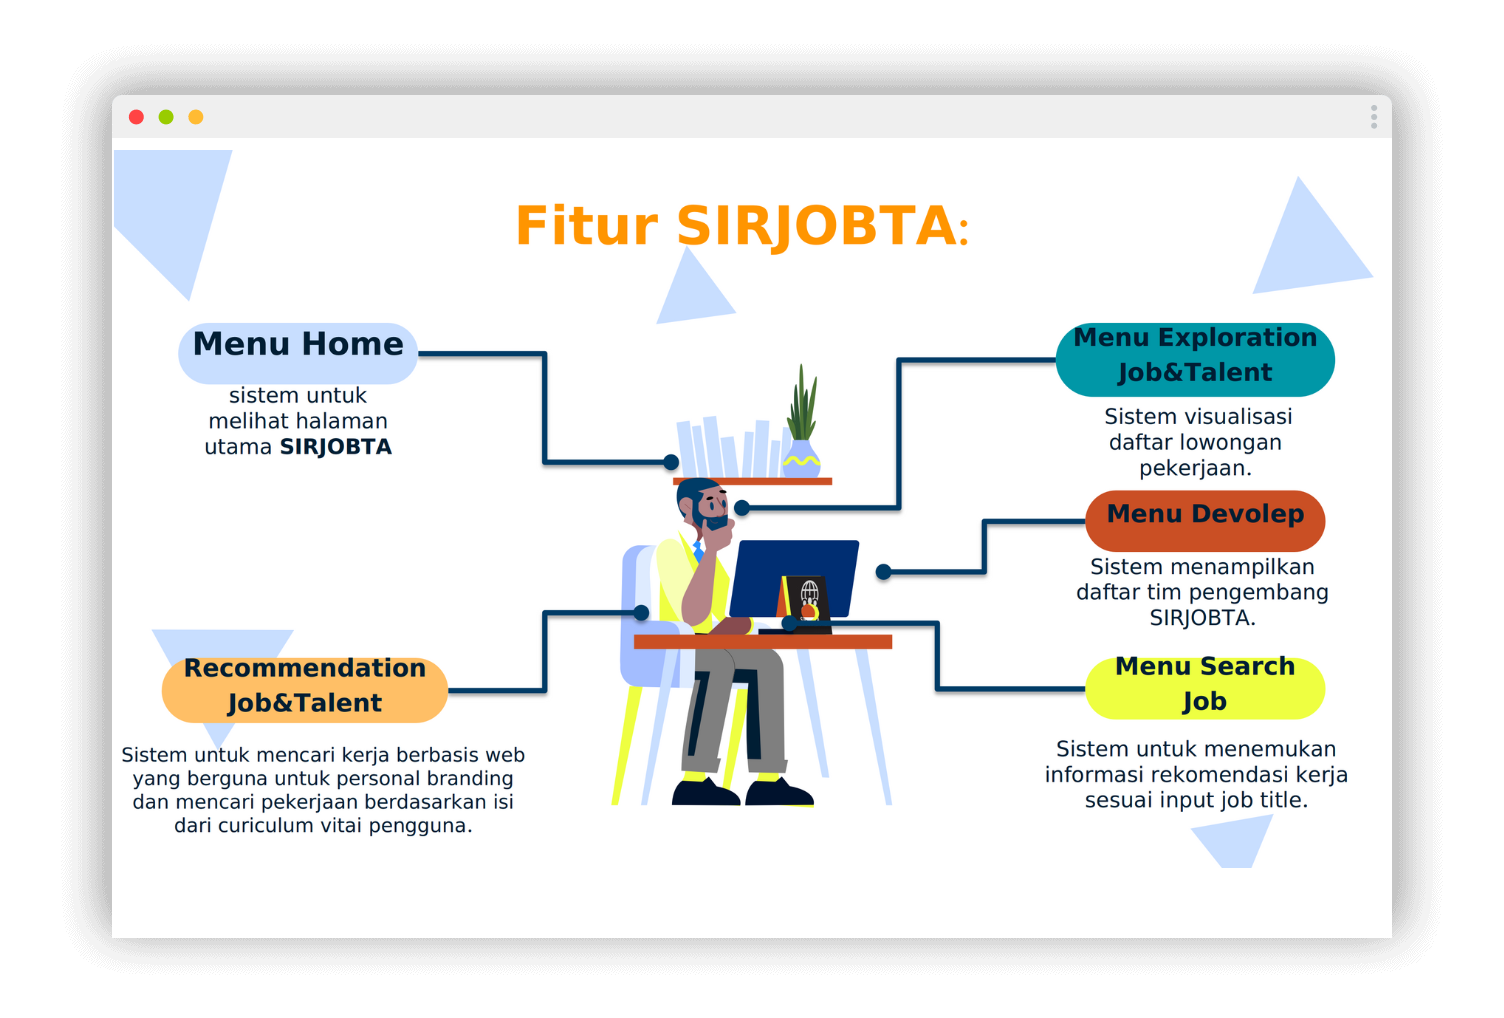 Fitur SIRJOBTA:
Menu Home
sistem untuk
melihat halaman
utama SIRJOBTA
Recommendation
Job&Talent
Sistem untuk mencari kerja berbasis web
yang berguna untuk personal branding
dan mencari pekerjaan berdasarkan isi
dari curiculum vitai pengguna.
Menu Exploration
Job&Talent
Sistem visualisasi
daftar lowongan
pekerjaan.
Menu Devolep
Sistem menampilkan
daftar tim pengembang
SIRJOBTA.
Menu Search
Job
Sistem untuk menemukan
informasi rekomendasi kerja
sesuai input job title.